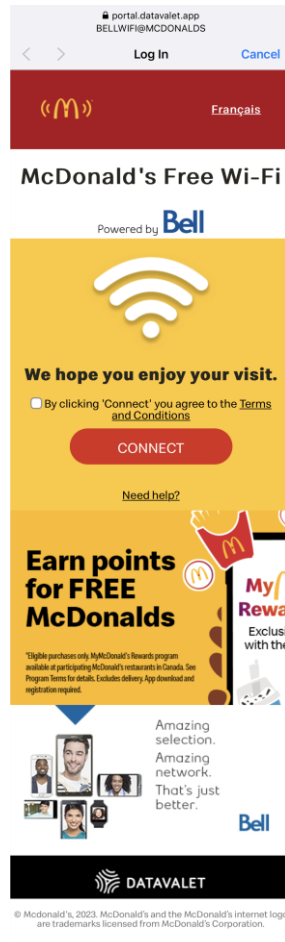 portal.datavalet.app
BELLWIFI@MCDONALDS
Log In
Cancel
Français
McDonald's Free Wi-Fi
Powered by Bell
We hope you enjoy your visit.
By clicking 'Connect' you agree to the Terms
and Conditions
CONNECT
Need help?
Earn points
for FREE
McDonalds
My
Rewa
Exclusi
with the
*Eligible purchases only. MyMcDonald's Rewards program
available at participating McDonald's restaurants in Canada. See
Program Terms for details. Excludes delivery. App download and
registration required.
Amazing
selection.
Amazing
network.
That's just
better.
Bell
DATAVALET
© Mcdonald's, 2023. McDonald's and the McDonald's internet logo
are trademarks licensed from McDonald's Corporation.